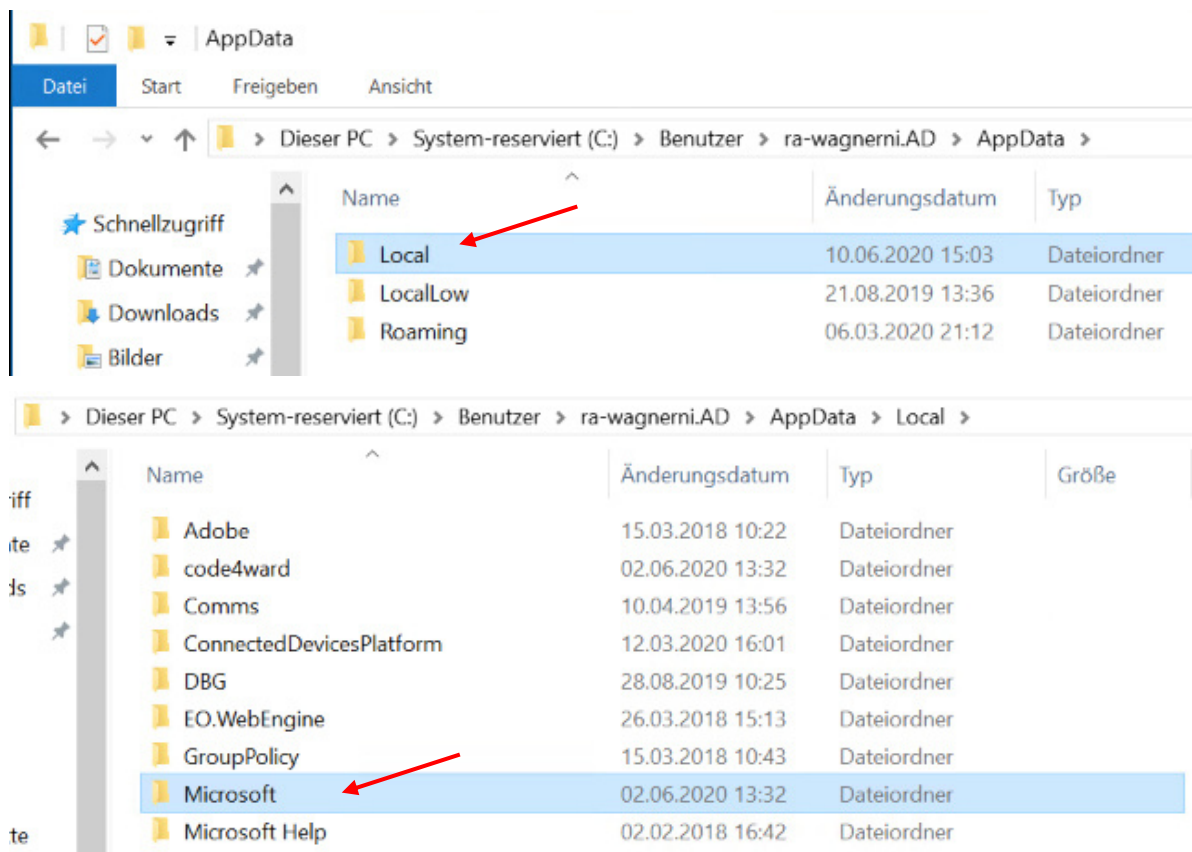 AppData
Datei Start Freigeben Ansicht
Dieser PC > System-reserviert (C:) > Benutzer > ra-wagnerni.AD > AppData >
Name Änderungsdatum Typ
Schnellzugriff
Local 10.06.2020 15:03 Dateiordner
Dokumente
LocalLow 21.08.2019 13:36 Dateiordner
Downloads
Roaming 06.03.2020 21:12 Dateiordner
Bilder
Dieser PC > System-reserviert (C:) > Benutzer > ra-wagnerni.AD > AppData > Local >
Name Änderungsdatum Typ Größe
riff
Adobe 15.03.2018 10:22 Dateiordner
te
code4ward 02.06.2020 13:32 Dateiordner
ds
Comms 10.04.2019 13:56 Dateiordner
ConnectedDevicesPlatform 12.03.2020 16:01 Dateiordner
DBG 28.08.2019 10:25 Dateiordner
EO.WebEngine 26.03.2018 15:13 Dateiordner
GroupPolicy 15.03.2018 10:43 Dateiordner
Microsoft 02.06.2020 13:32 Dateiordner
te
Microsoft Help 02.02.2018 16:42 Dateiordner